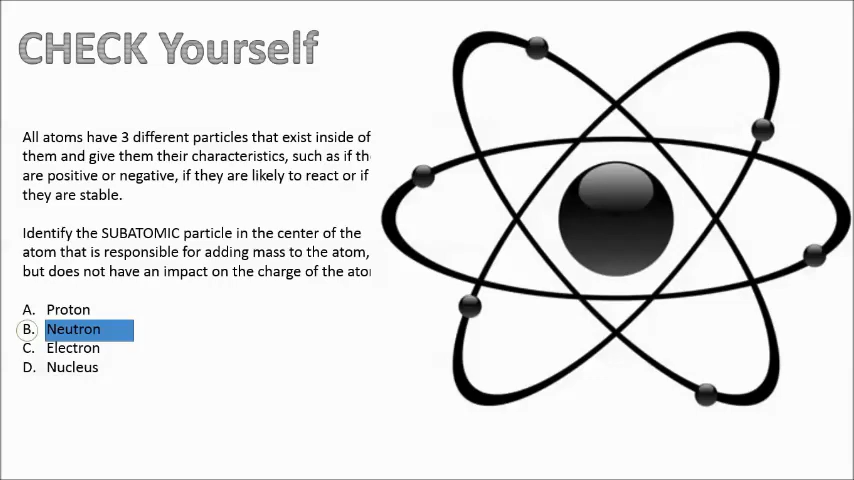 CHECK Yourself
All atoms have 3 different particles that exist inside of
them and give them their characteristics, such as if
are positive or negative, if they are likely to react or if
they are stable.
Identify the SUBATOMIC particle in the center of the
atom that is responsible for adding mass to the atom,
but does not have an impact on the charge of the
A. Proton
B. Neutron
C. Electron
D. Nucleus